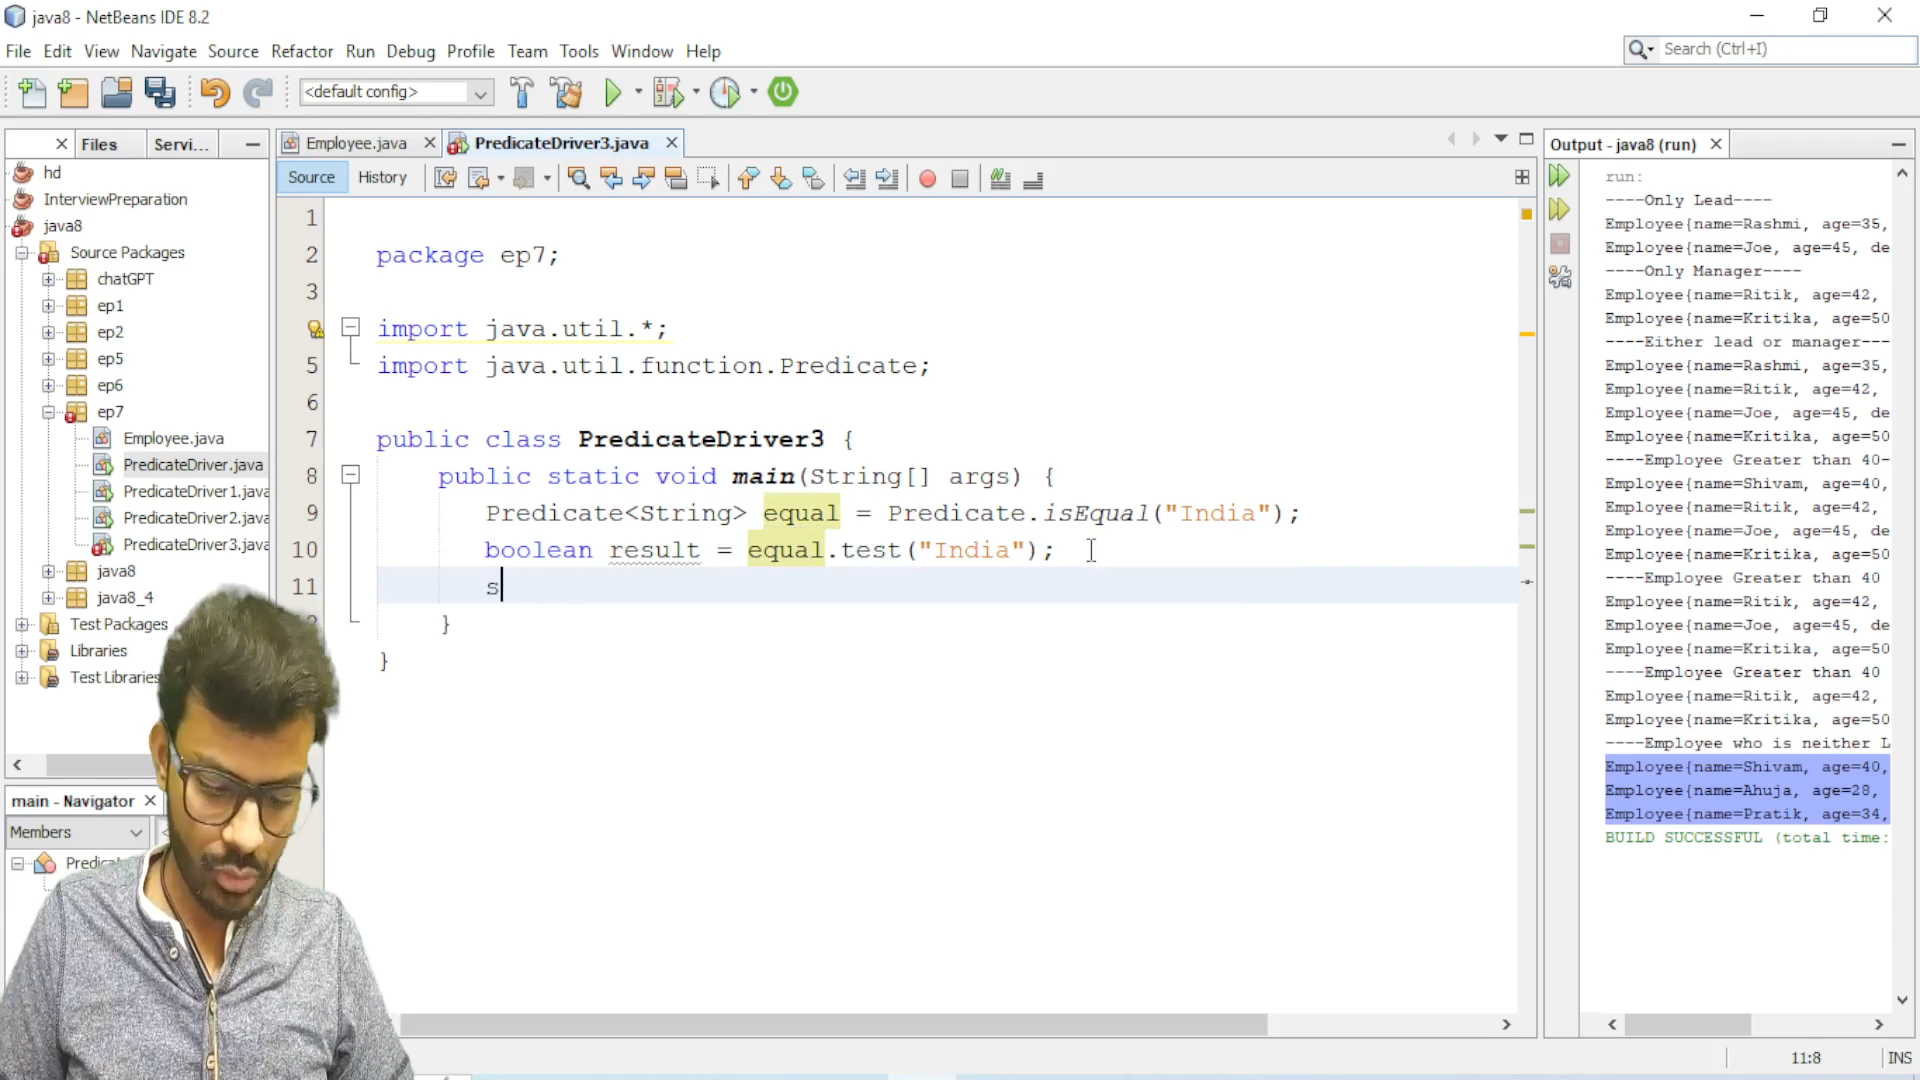 java8 - NetBeans IDE 8.2
File Edit View Navigate Source Refactor Run Debug Profile Team Tools Window Help
Search (Ctrl+I)
<default config>
Files Servi...
Employee.java PredicateDriver3.java
Output - java8 (run)
Source History
hd
InterviewPreparation
java8
Source Packages
chatGPT
ep1
ep2
ep5
ep6
ep7
Employee.java
PredicateDriver.java
PredicateDriver1.java
PredicateDriver2.java
PredicateDriver3.java
java8
java8_4
Test Packages
Libraries
Test Libraries
main - Navigator
Members
1
2 package ep7;
3
import java.util.*;
5 import java.util.function.Predicate;
6
7 public class PredicateDriver3 {
8 public static void main(String[] args) {
9 Predicate<String> equal = Predicate.isEqual("India");
10 boolean result = equal.test("India");
11 s
}
}
run:
----Only Lead----
Employee{name=Rashmi, age=35,
Employee{name=Joe, age=45, de
----Only Manager----
Employee{name=Ritik, age=42,
Employee{name=Kritika, age=50
----Either lead or manager---
Employee{name=Rashmi, age=35,
Employee{name=Ritik, age=42,
Employee{name=Joe, age=45, de
Employee{name=Kritika, age=50
----Employee Greater than 40-
Employee{name=Shivam, age=40,
Employee{name=Ritik, age=42,
Employee{name=Joe, age=45, de
Employee{name=Kritika, age=50
----Employee Greater than 40
Employee{name=Ritik, age=42,
Employee{name=Joe, age=45, de
Employee{name=Kritika, age=50
----Employee Greater than 40
Employee{name=Ritik, age=42,
Employee{name=Kritika, age=50
----Employee who is neither L
Employee{name=Shivam, age=40,
Employee{name=Ahuja, age=28,
Employee{name=Pratik, age=34,
BUILD SUCCESSFUL (total time:
11:8 INS